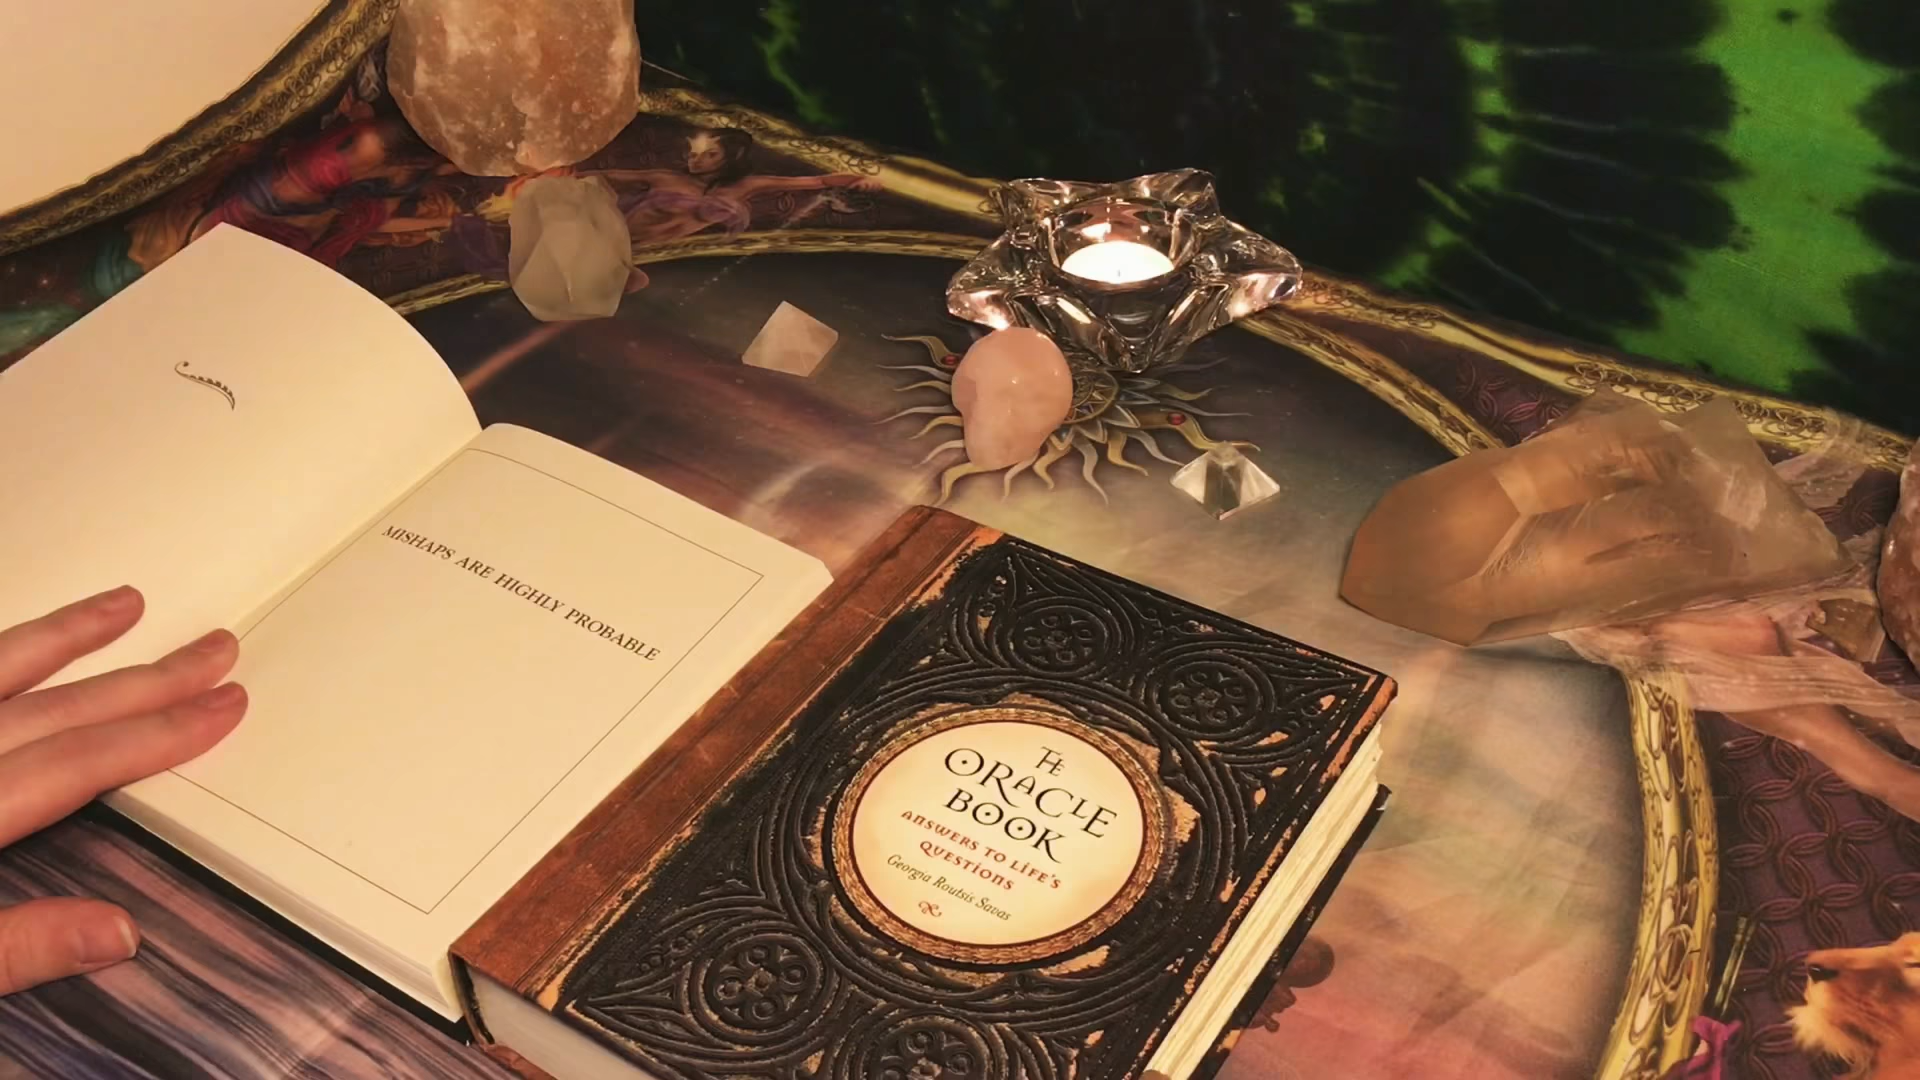 MISHAPS ARE HIGHLY PROBABLE
THE
ORACLE
BOOK
ANSWERS TO LIFE'S
QUESTIONS
Georgia Routsis Savas